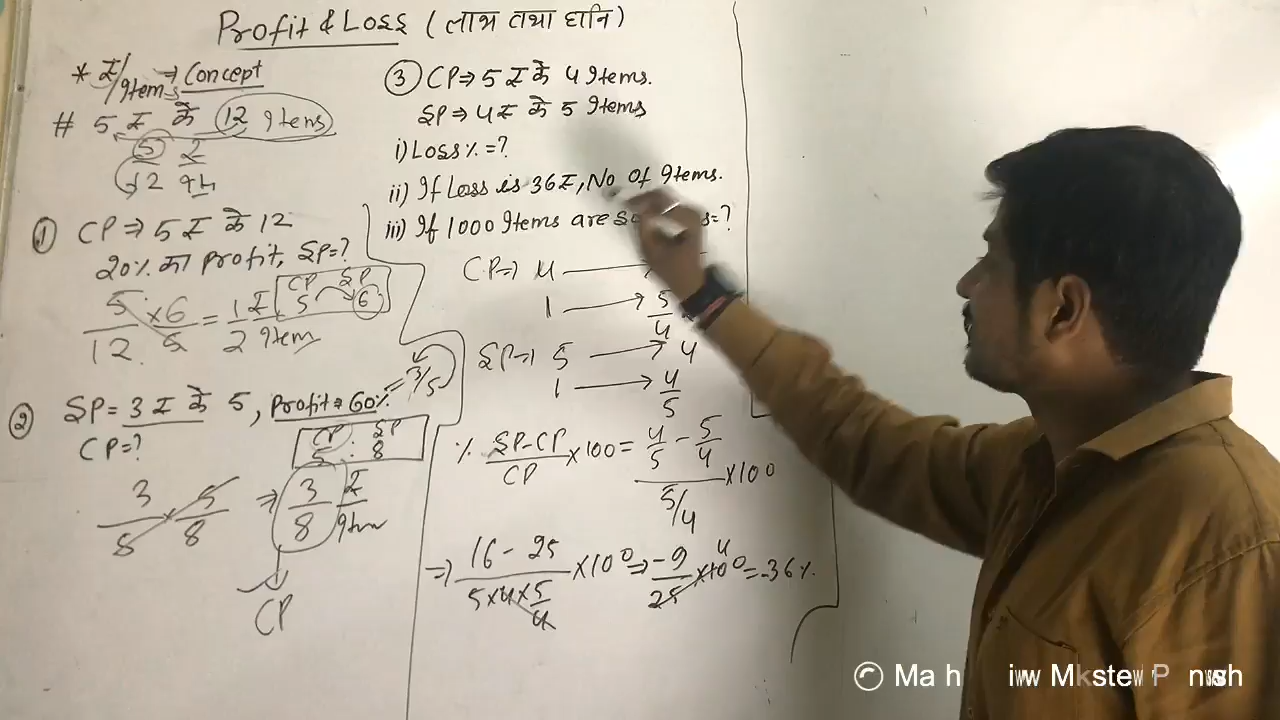 Profit & Loss (लाभ तथा हानि)
* ₹/Items ⇒ Concept
# 5 ₹ के 12 Items
5 ₹
12
① CP ⇒ 5 ₹ के 12
20% का Profit, SP=?
CP SP
5 6
5/12 × 6/5 = 1 ₹/2 Items
② SP = 3 ₹ के 5, Profit = 60% = 3/5
CP=?
CP : SP
5 : 8
3/5 × 5/8 ⇒ 3/8 ₹/Item
CP
③ CP ⇒ 5 ₹ के 4 Items.
SP ⇒ 4 ₹ के 5 Items
i) Loss % = ?
ii) If Loss is 36 ₹, No of Items.
iii) If 1000 Items are =?
CP ⇒ 4 →
1 → 5/4
SP ⇒ 5 → 4
1 → 4/5
% SP-CP/CP × 100 = 4/5 - 5/4 / 5/4 × 100
⇒ 16 - 25 / 5×4×5/4 × 100 ⇒ -9/25 × 100 4 = -36%.